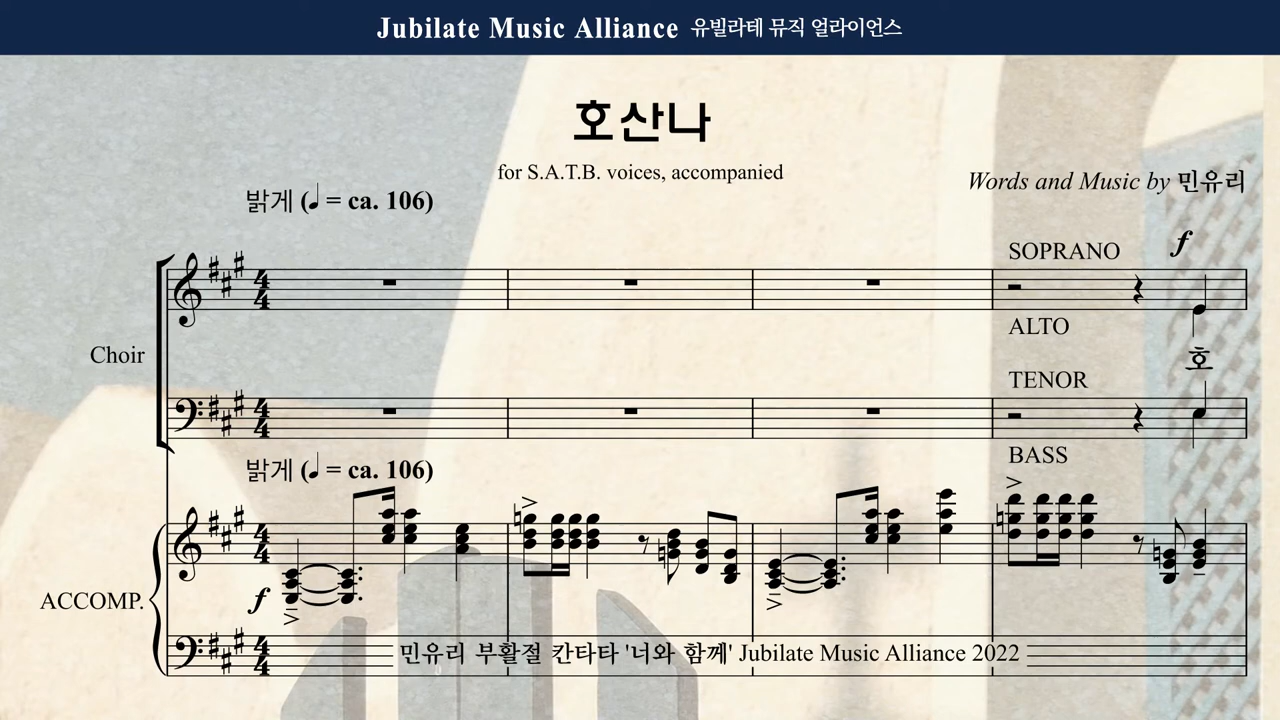 Jubilate Music Alliance 유빌라테 뮤직 얼라이언스
호산나
for S.A.T.B. voices, accompanied
Words and Music by 민유리
밝게 (♩ = ca. 106)
SOPRANO
f
ALTO
Choir
호
TENOR
BASS
밝게 (♩ = ca. 106)
ACCOMP.
f
민유리 부활절 칸타타 '너와 함께' Jubilate Music Alliance 2022